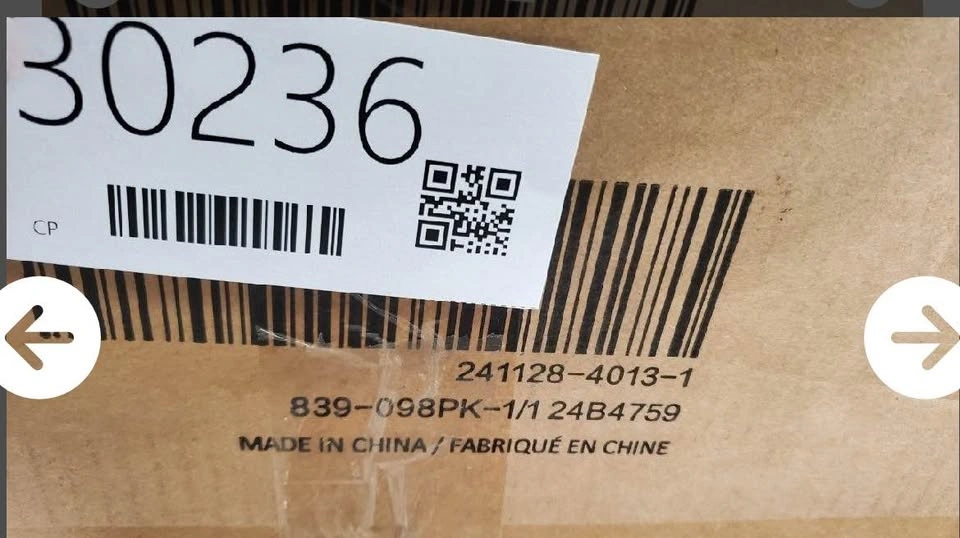 30236
CP
241128-4013-1
839-098PK-1/1 24B4759
MADE IN CHINA / FABRIQUÉ EN CHINE